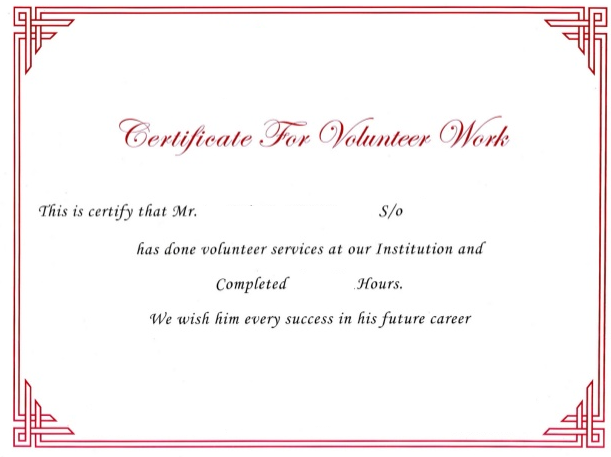 Certificate For Volunteer Work
This is certify that Mr. S/o
has done volunteer services at our Institution and
Completed Hours.
We wish him every success in his future career